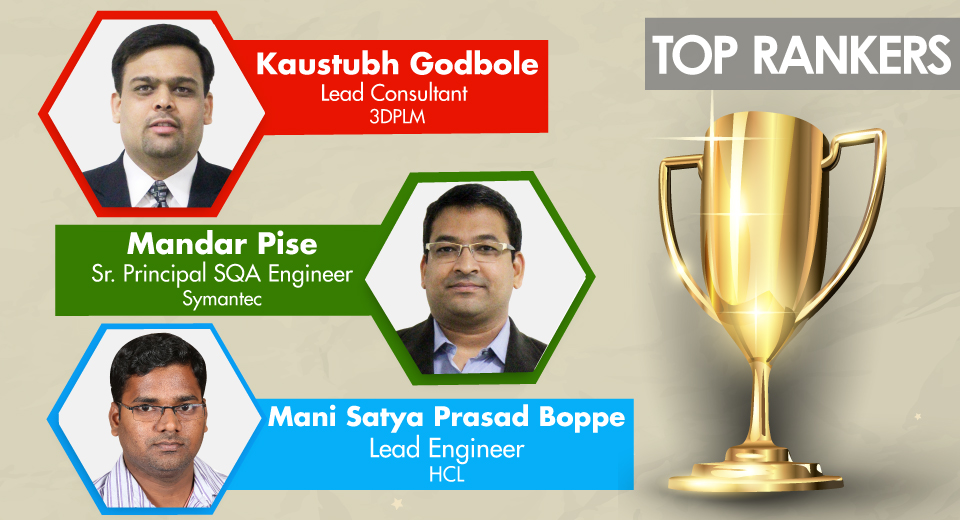 TOP RANKERS
Kaustubh Godbole
Lead Consultant
3DPLM
Mandar Pise
Sr. Principal SQA Engineer
Symantec
Mani Satya Prasad Boppe
Lead Engineer
HCL